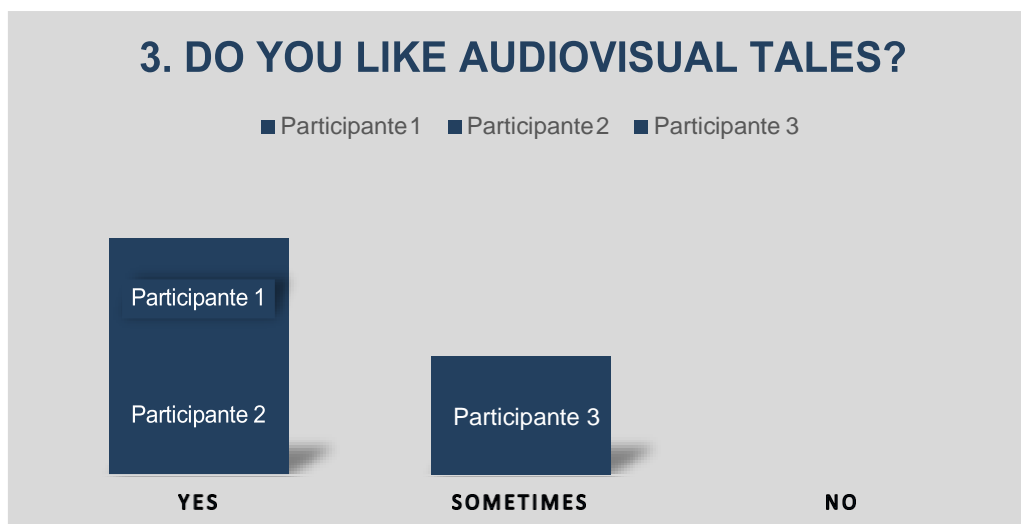 3. DO YOU LIKE AUDIOVISUAL TALES?
Participante 1 Participante 2 Participante 3
Participante 1
Participante 2
Participante 3
YES SOMETIMES NO